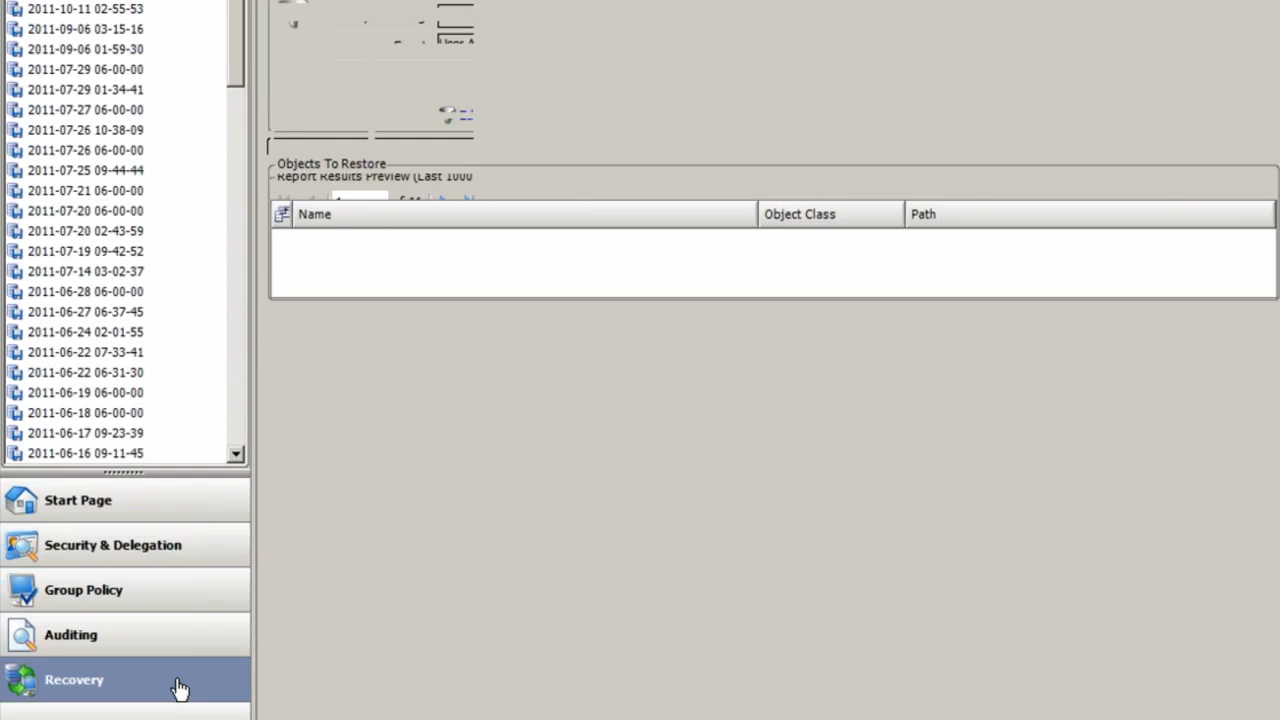 2011-10-11 02-55-53
2011-09-06 03-15-16
2011-09-06 01-59-30
2011-07-29 06-00-00
2011-07-29 01-34-41
2011-07-27 06-00-00
2011-07-26 10-38-09
2011-07-26 06-00-00
2011-07-25 09-44-44
2011-07-21 06-00-00
2011-07-20 06-00-00
2011-07-20 02-43-59
2011-07-19 09-42-52
2011-07-14 03-02-37
2011-06-28 06-00-00
2011-06-27 06-37-45
2011-06-24 02-01-55
2011-06-22 07-33-41
2011-06-22 06-31-30
2011-06-19 06-00-00
2011-06-18 06-00-00
2011-06-17 09-23-39
2011-06-16 09-11-45
Start Page
Security & Delegation
Group Policy
Auditing
Recovery
Objects To Restore
Report Results Preview (Last 1000
Name Object Class Path